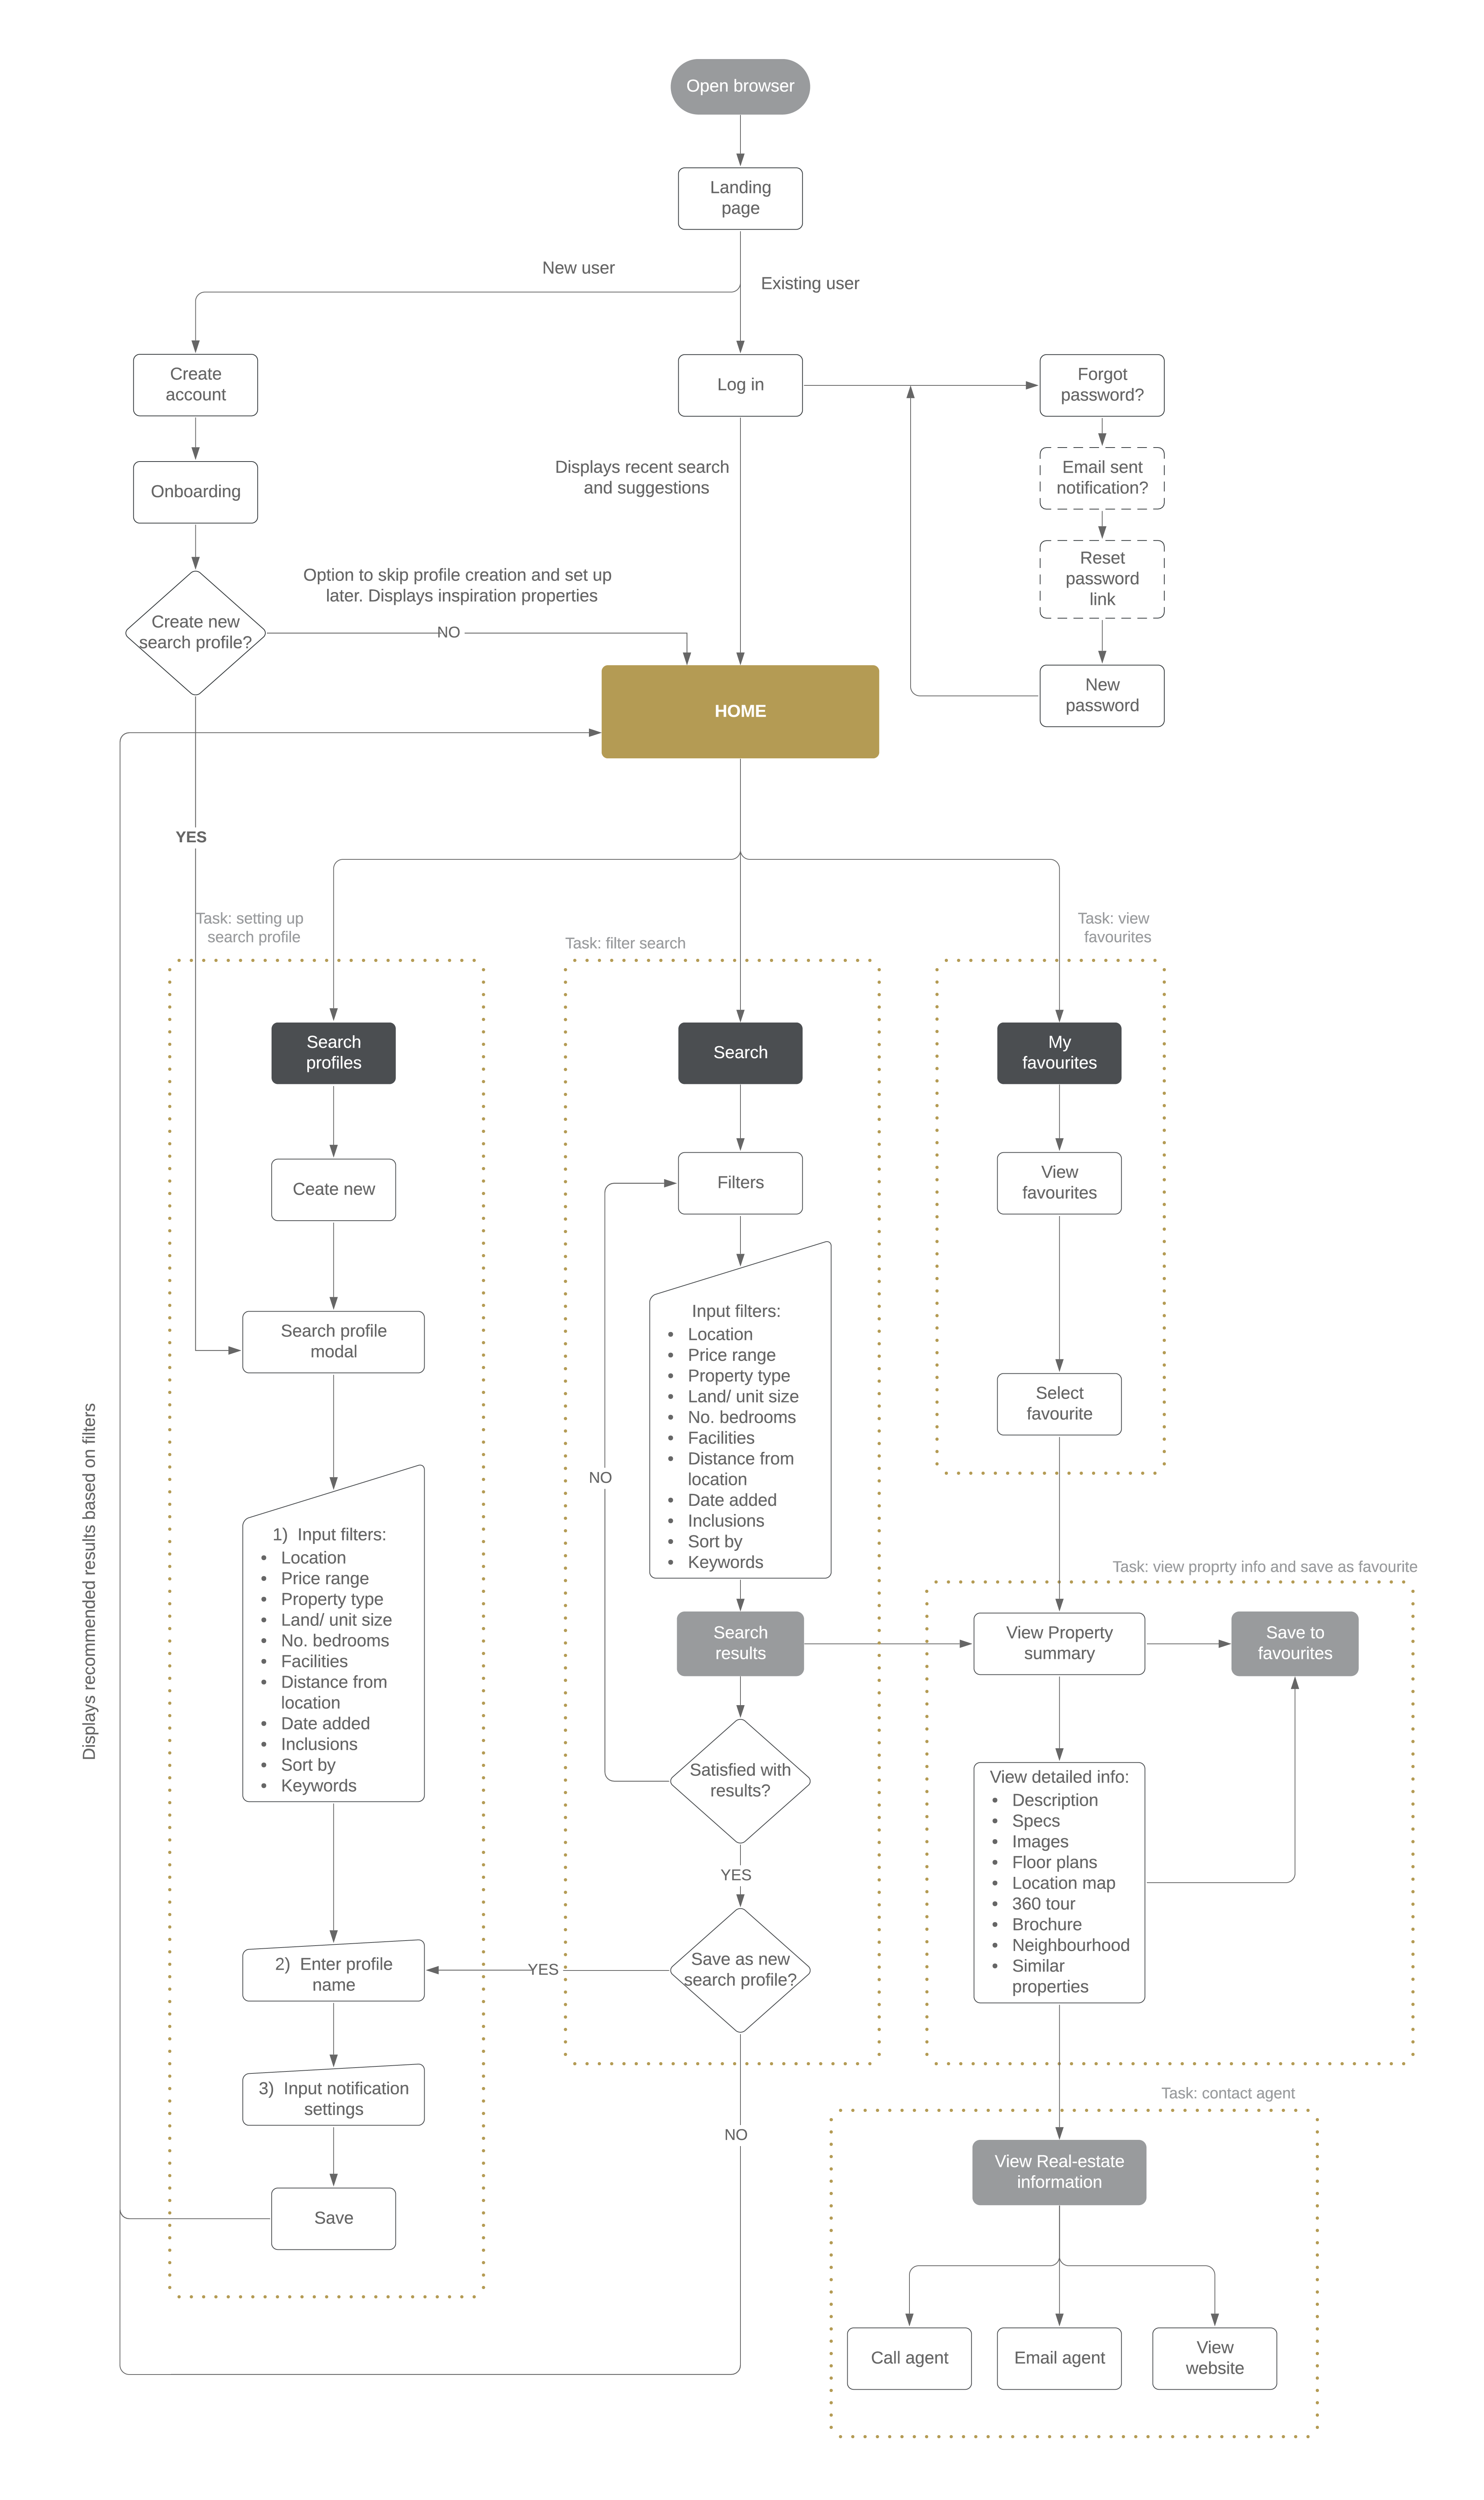 Open browser
Landing
page
New user
Existing user
Create
account
Log in
Forgot
password?
Displays recent search
and suggestions
Email sent
notification?
Onboarding
Reset
password
link
Option to skip profile creation and set up
later. Displays inspiration properties
Create new
search profile?
NO
New
password
HOME
YES
Task: setting up
search profile
Task: filter search
Task: view
favourites
Search
profiles
Search
My
favourites
Ceate new
Filters
View
favourites
Search profile
modal
Input filters:
• Location
• Price range
• Property type
• Land/ unit size
• No. bedrooms
• Facilities
• Distance from
location
• Date added
• Inclusions
• Sort by
• Keywords
Select
favourite
NO
Displays recommended results based on filters
1) Input filters:
• Location
• Price range
• Property type
• Land/ unit size
• No. bedrooms
• Facilities
• Distance from
location
• Date added
• Inclusions
• Sort by
• Keywords
Task: view proprty info and save as favourite
Search
results
View Property
summary
Save to
favourites
Satisfied with
results?
View detailed info:
• Description
• Specs
• Images
• Floor plans
• Location map
• 360 tour
• Brochure
• Neighbourhood
• Similar
properties
YES
2) Enter profile
name
YES
Save as new
search profile?
3) Input notification
settings
Task: contact agent
NO
View Real-estate
information
Save
Call agent
Email agent
View
website